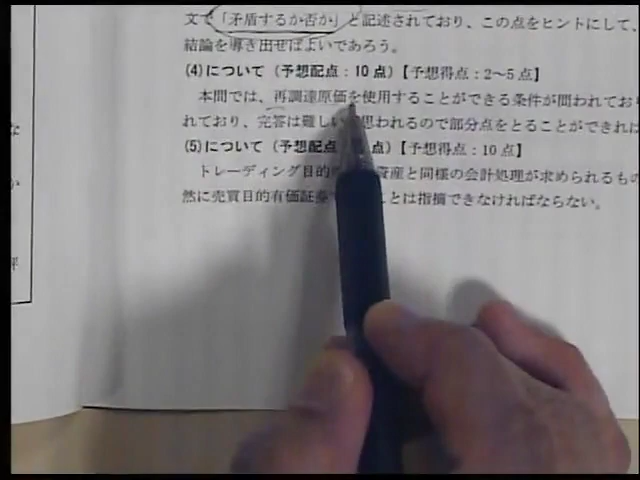 文で「矛盾するか否か」と記述されており、この点をヒントにして、
結論を導き出せばよいであろう。
(4)について（予想配点：10点）【予想得点：2〜5点】
本問では、再調達原価を使用することができる条件が問われてお
れており、完答は難しい 思われるので部分点をとることができれ
(5)について（予想配点 点）【予想得点：10点】
トレーディング目的 資産と同様の会計処理が求められるもの
然に売買目的有価証券 ことは指摘できなければならない。
な
か